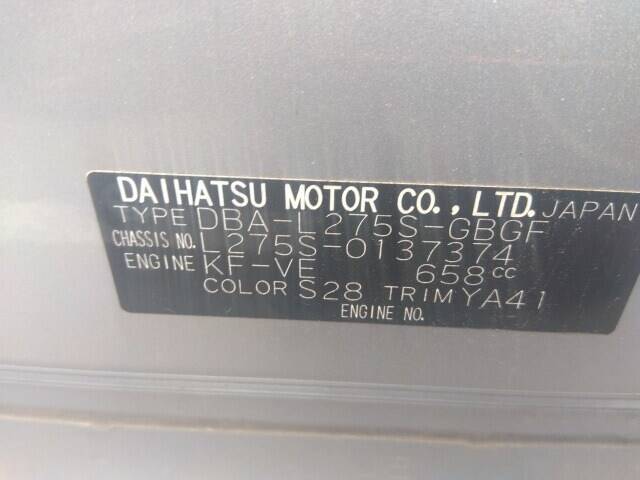 DAIHATSU MOTOR CO., LTD. JAPAN
TYPE DBA-L275S-GBGF
CHASSIS NO. L275S-0137374
ENGINE KF-VE 658cc
COLOR S28 TRIM YA41
ENGINE NO.